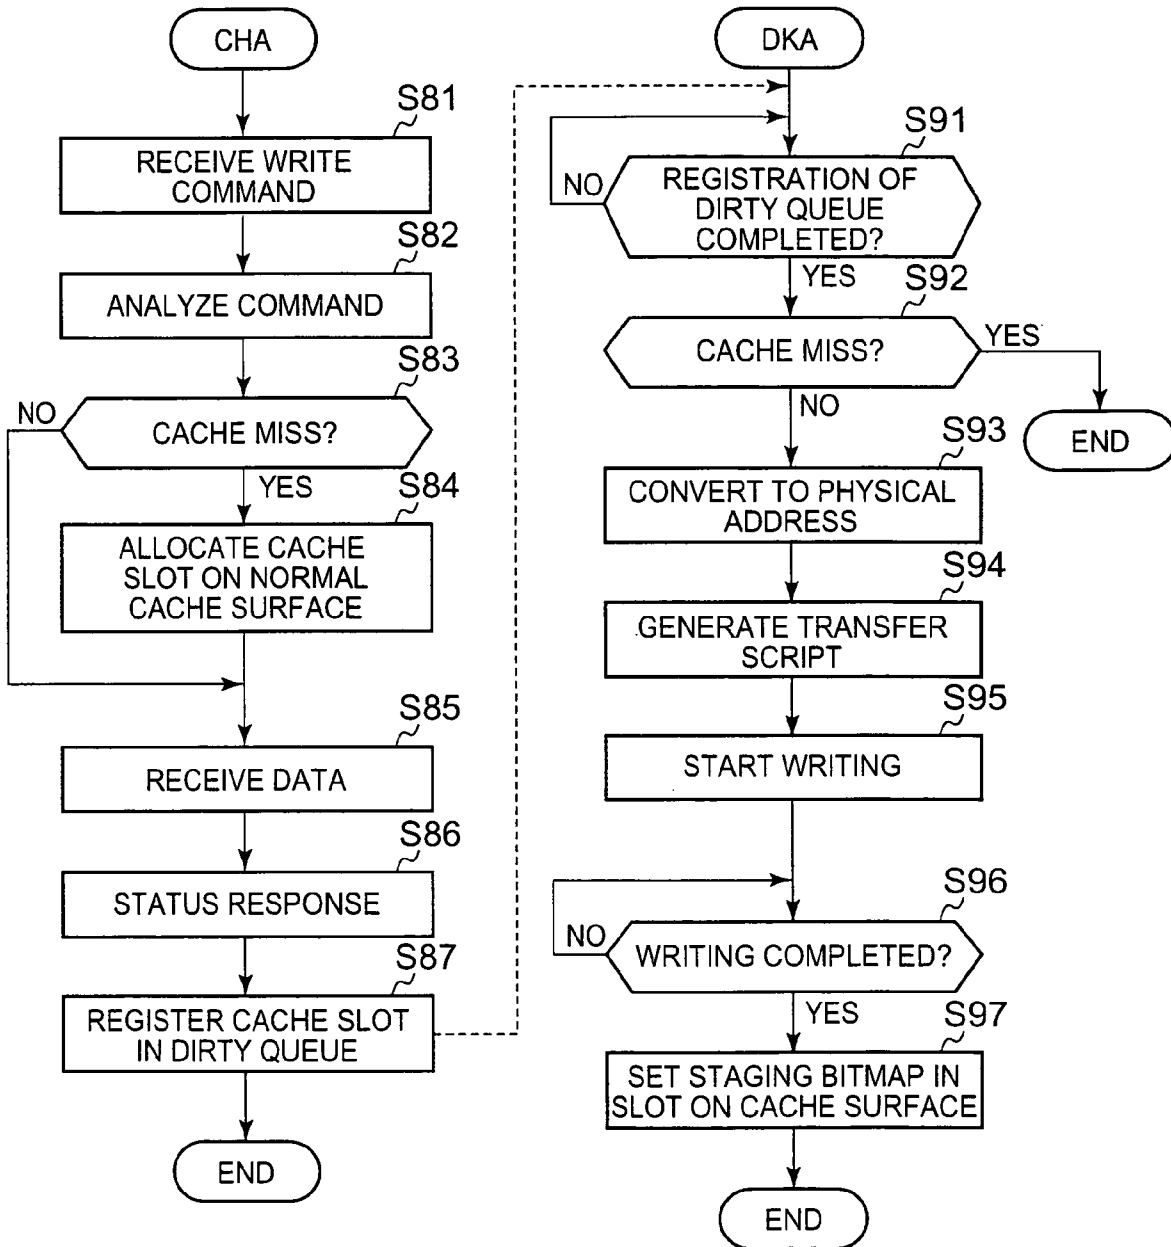 CHA
S81
RECEIVE WRITE
COMMAND
S82
ANALYZE COMMAND
S83
NO
CACHE MISS?
YES
S84
ALLOCATE CACHE
SLOT ON NORMAL
CACHE SURFACE
S85
RECEIVE DATA
S86
STATUS RESPONSE
S87
REGISTER CACHE SLOT
IN DIRTY QUEUE
END
DKA
S91
NO
REGISTRATION OF
DIRTY QUEUE
COMPLETED?
YES
S92
CACHE MISS?
YES
NO
END
S93
CONVERT TO PHYSICAL
ADDRESS
S94
GENERATE TRANSFER
SCRIPT
S95
START WRITING
S96
NO
WRITING COMPLETED?
YES
S97
SET STAGING BITMAP IN
SLOT ON CACHE SURFACE
END